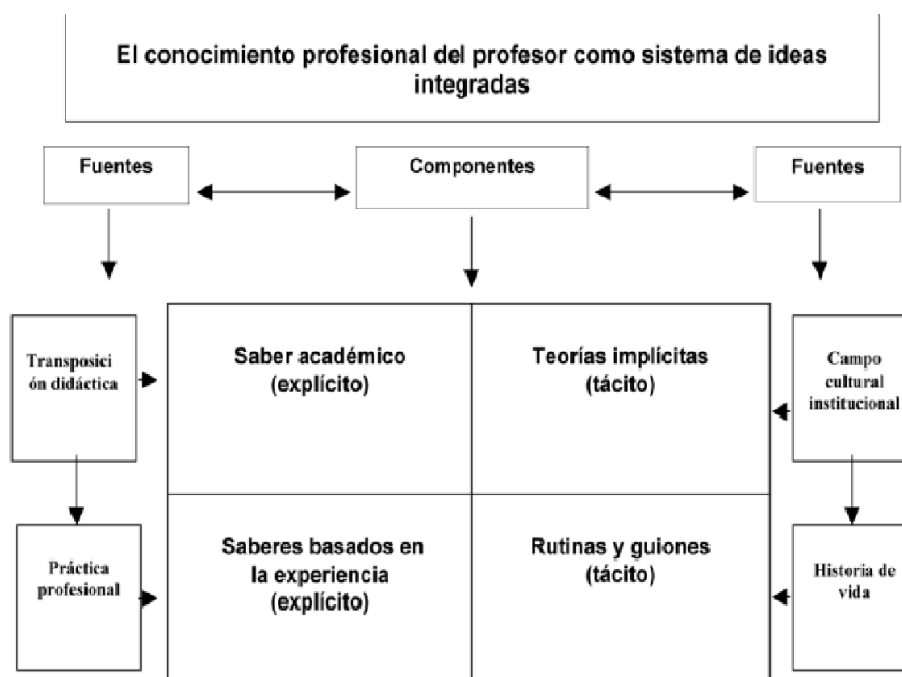 El conocimiento profesional del profesor como sistema de ideas
integradas
Fuentes
Componentes
Fuentes
Transposici
ón didáctica
Saber académico
(explícito)
Teorías implícitas
(tácito)
Campo
cultural
institucional
Práctica
profesional
Saberes basados en
la experiencia
(explícito)
Rutinas y guiones
(tácito)
Historia de
vida